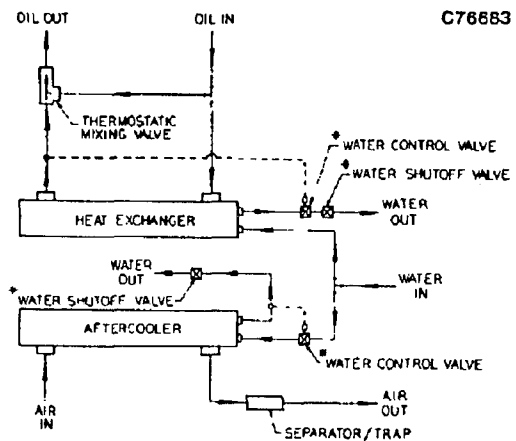 OIL OUT
OIL IN
C76683
THERMOSTATIC
MIXING VALVE
*
WATER CONTROL VALVE
*
WATER SHUTOFF VALVE
HEAT EXCHANGER
WATER
OUT
WATER
OUT
WATER
IN
*
WATER SHUTOFF VALVE
AFTERCOOLER
*
WATER CONTROL VALVE
AIR
IN
AIR
OUT
SEPARATOR/TRAP